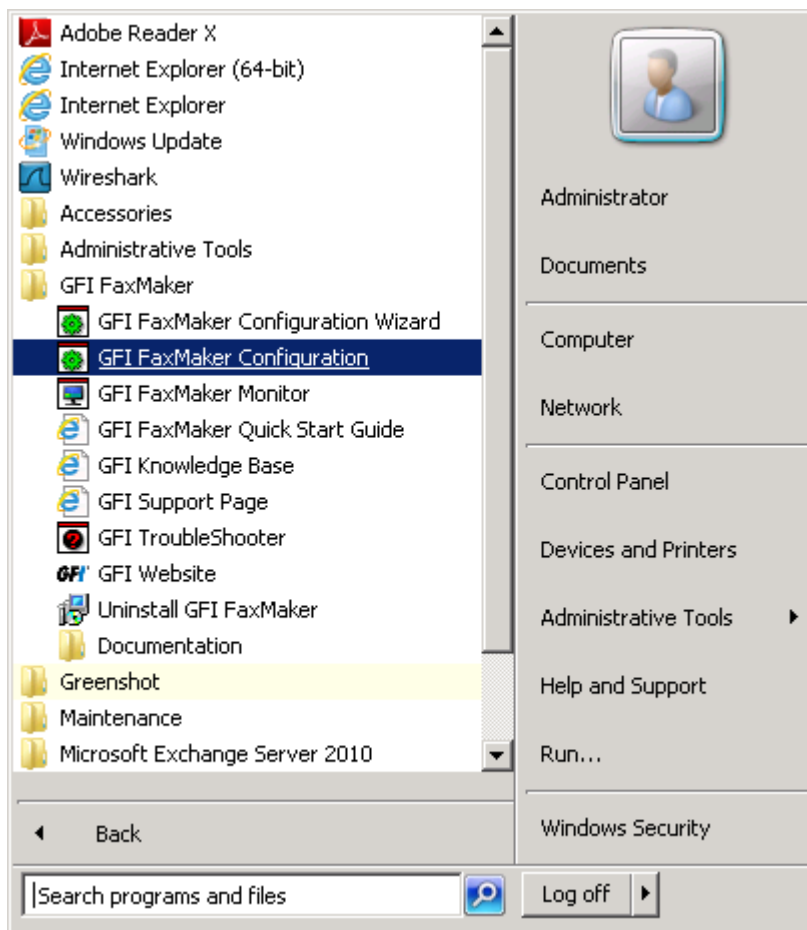 Adobe Reader X
Internet Explorer (64-bit)
Internet Explorer
Windows Update
Wireshark
Accessories
Administrative Tools
GFI FaxMaker
GFI FaxMaker Configuration Wizard
GFI FaxMaker Configuration
GFI FaxMaker Monitor
GFI FaxMaker Quick Start Guide
GFI Knowledge Base
GFI Support Page
GFI TroubleShooter
GFI GFI Website
Uninstall GFI FaxMaker
Documentation
Greenshot
Maintenance
Microsoft Exchange Server 2010
Back
Search programs and files
Administrator
Documents
Computer
Network
Control Panel
Devices and Printers
Administrative Tools
Help and Support
Run...
Windows Security
Log off